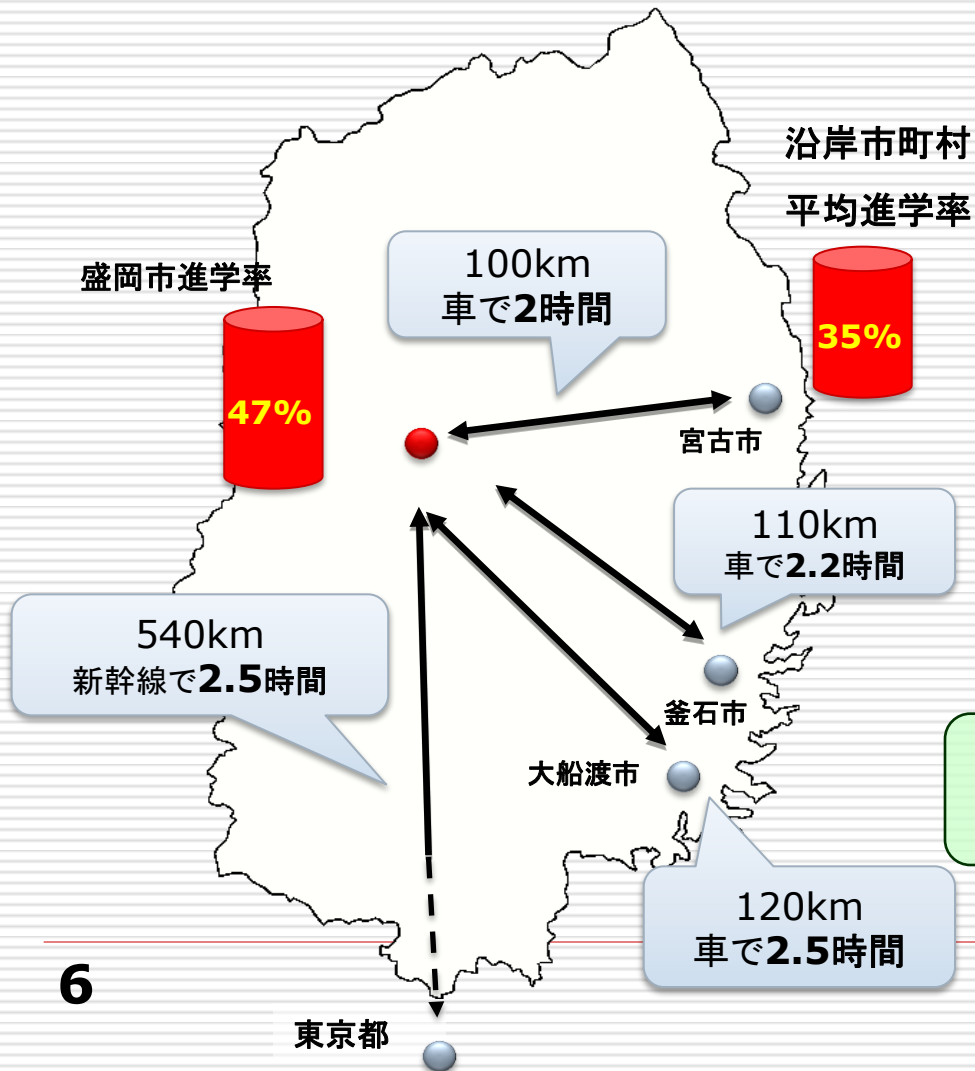 沿岸市町村
平均進学率
35%
盛岡市進学率
47%
100km
車で2時間
宮古市
110km
車で2.2時間
540km
新幹線で2.5時間
釜石市
大船渡市
120km
車で2.5時間
6
東京都